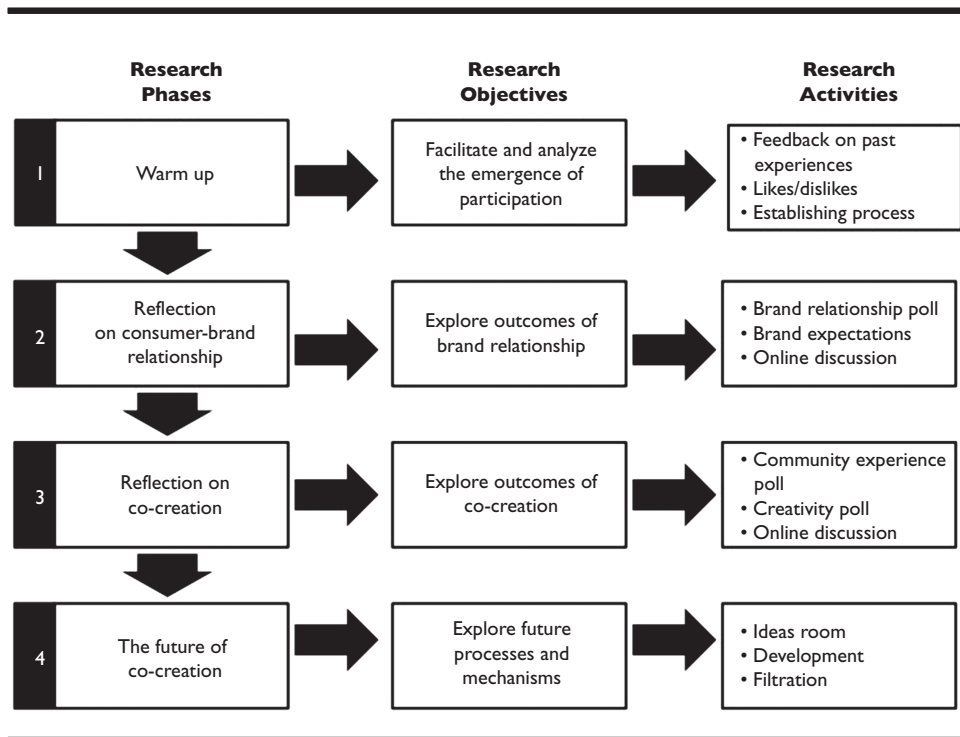 Research
Phases
Research
Objectives
Research
Activities
1
Warm up
Facilitate and analyze
the emergence of
participation
• Feedback on past
experiences
• Likes/dislikes
• Establishing process
2
Reflection
on consumer-brand
relationship
Explore outcomes of
brand relationship
• Brand relationship poll
• Brand expectations
• Online discussion
3
Reflection on
co-creation
Explore outcomes of
co-creation
• Community experience
poll
• Creativity poll
• Online discussion
4
The future of
co-creation
Explore future
processes and
mechanisms
• Ideas room
• Development
• Filtration